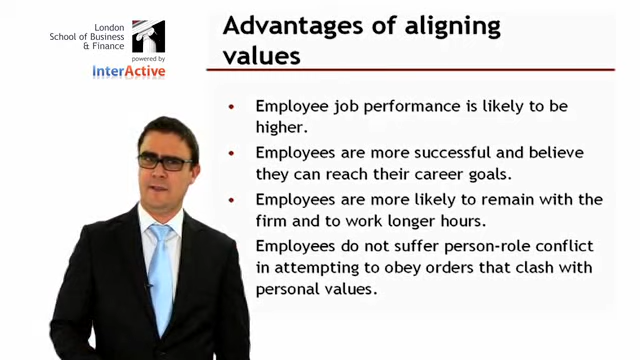 London
School of Business
& Finance
powered by
InterActive
Advantages of aligning
values
• Employee job performance is likely to be
higher.
• Employees are more successful and believe
they can reach their career goals.
• Employees are more likely to remain with the
firm and to work longer hours.
Employees do not suffer person-role conflict
in attempting to obey orders that clash with
personal values.